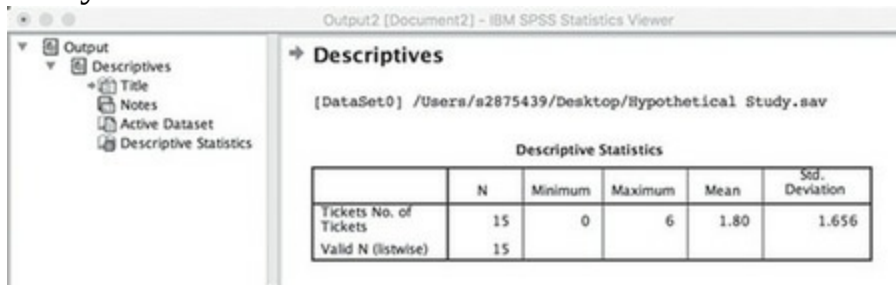 Output2 [Document2] - IBM SPSS Statistics Viewer
Output
Descriptives
Title
Notes
Active Dataset
Descriptive Statistics
Descriptives
[DataSet0] /Users/s2875439/Desktop/Hypothetical Study.sav
Descriptive Statistics
N Minimum Maximum Mean Std. Deviation
Tickets No. of Tickets 15 0 6 1.80 1.656
Valid N (listwise) 15